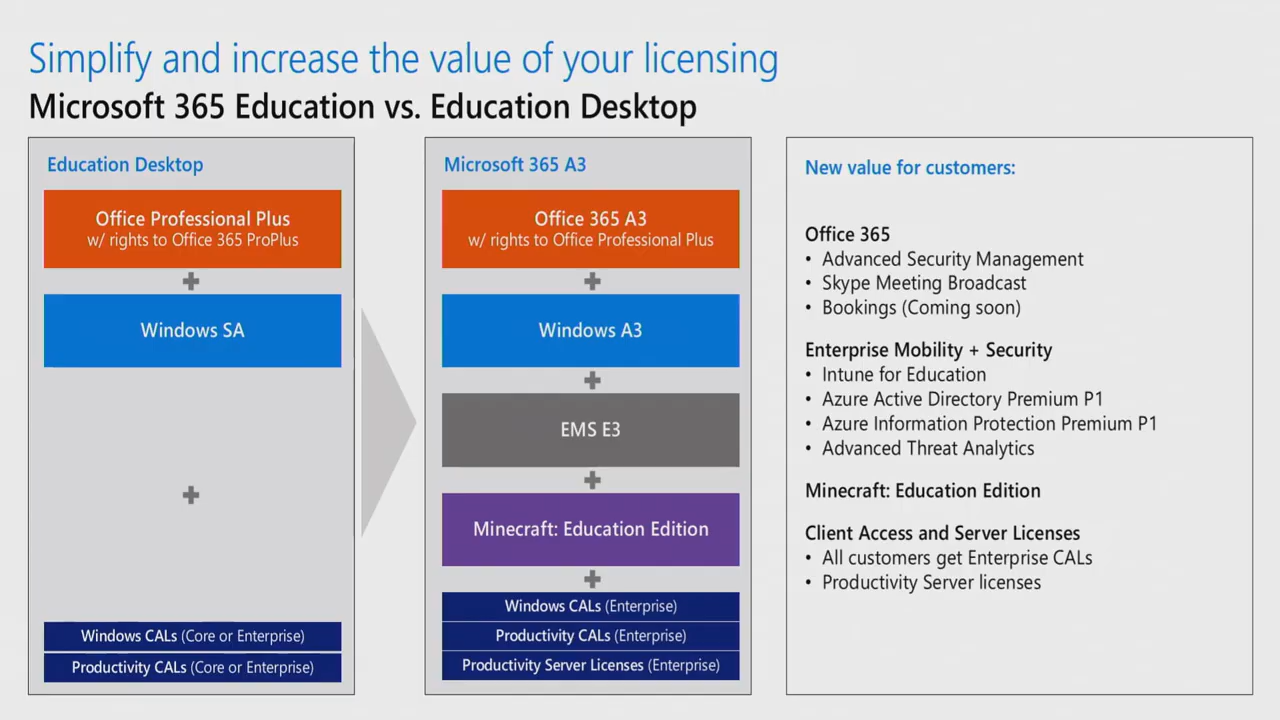 Simplify and increase the value of your licensing
Microsoft 365 Education vs. Education Desktop
Education Desktop
Office Professional Plus
w/ rights to Office 365 ProPlus
Windows SA
Windows CALs (Core or Enterprise)
Productivity CALs (Core or Enterprise)
Microsoft 365 A3
Office 365 A3
w/ rights to Office Professional Plus
Windows A3
EMS E3
Minecraft: Education Edition
Windows CALs (Enterprise)
Productivity CALs (Enterprise)
Productivity Server Licenses (Enterprise)
New value for customers:
Office 365
• Advanced Security Management
• Skype Meeting Broadcast
• Bookings (Coming soon)
Enterprise Mobility + Security
• Intune for Education
• Azure Active Directory Premium P1
• Azure Information Protection Premium P1
• Advanced Threat Analytics
Minecraft: Education Edition
Client Access and Server Licenses
• All customers get Enterprise CALs
• Productivity Server licenses